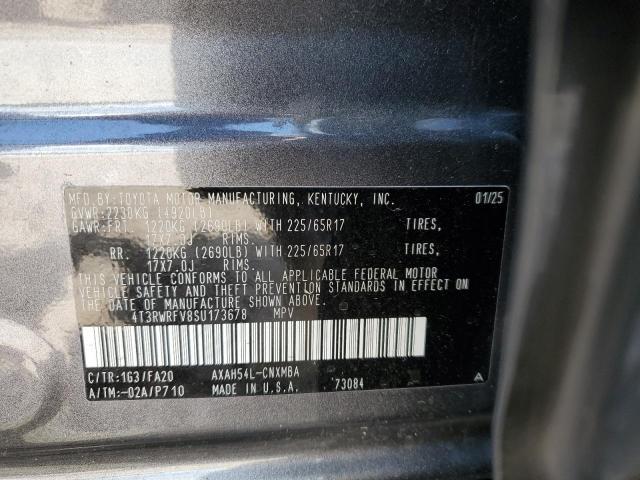 MFD.BY:TOYOTA MOTOR MANUFACTURING, KENTUCKY, INC. 01/25
GVWR:2230KG (4920LB)
GAWR:FRT 1220KG (2690LB) WITH 225/65R17 TIRES,
17X7.0J RIMS.
RR. 1220KG (2690LB) WITH 225/65R17 TIRES,
17X7.0J RIMS.
THIS VEHICLE CONFORMS TO ALL APPLICABLE FEDERAL MOTOR
VEHICLE SAFETY AND THEFT PREVENTION STANDARDS IN EFFECT
ON THE DATE OF MANUFACTURE SHOWN ABOVE.
4T3RWRFV8SU173678 MPV
C/TR:1G3/FA20 AXAH54L-CNXMBA
A/TM:-02A/P710 MADE IN U.S.A. 73084 A